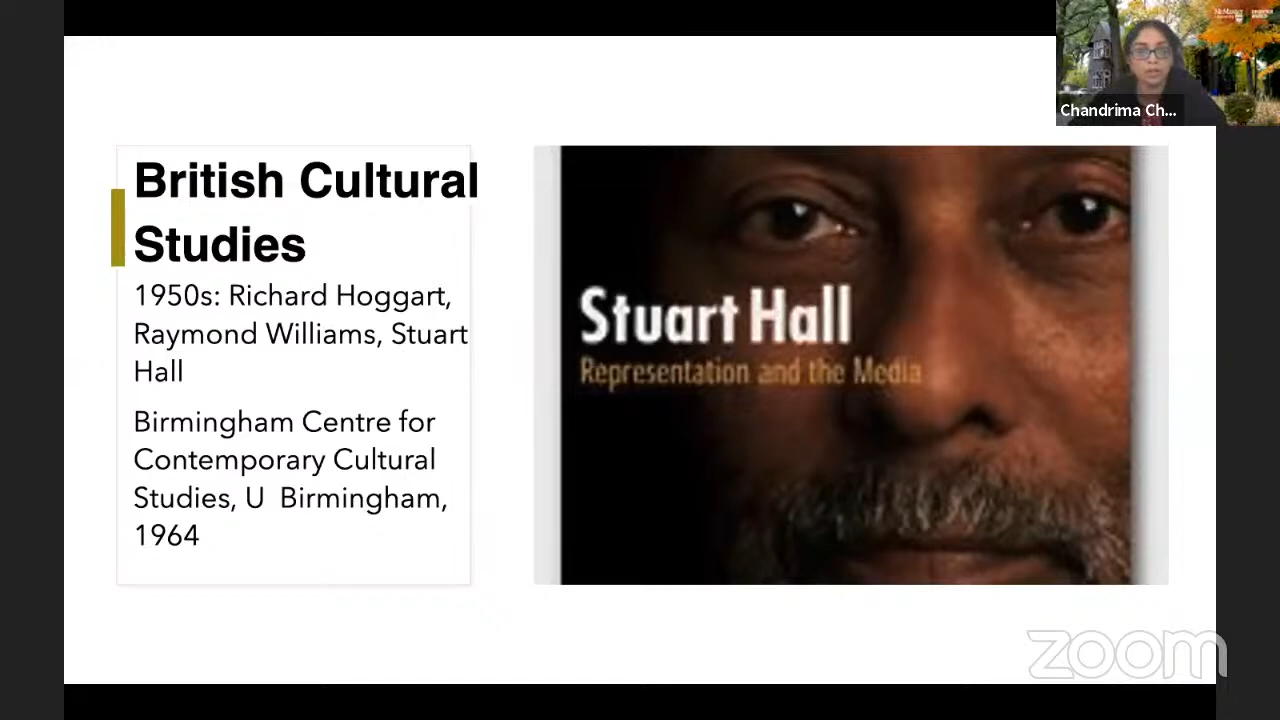 McMaster
Chandrima Ch...
British Cultural
Studies
1950s: Richard Hoggart,
Raymond Williams, Stuart
Hall
Birmingham Centre for
Contemporary Cultural
Studies, U Birmingham,
1964
Stuart Hall
Representation and the Media
zoom